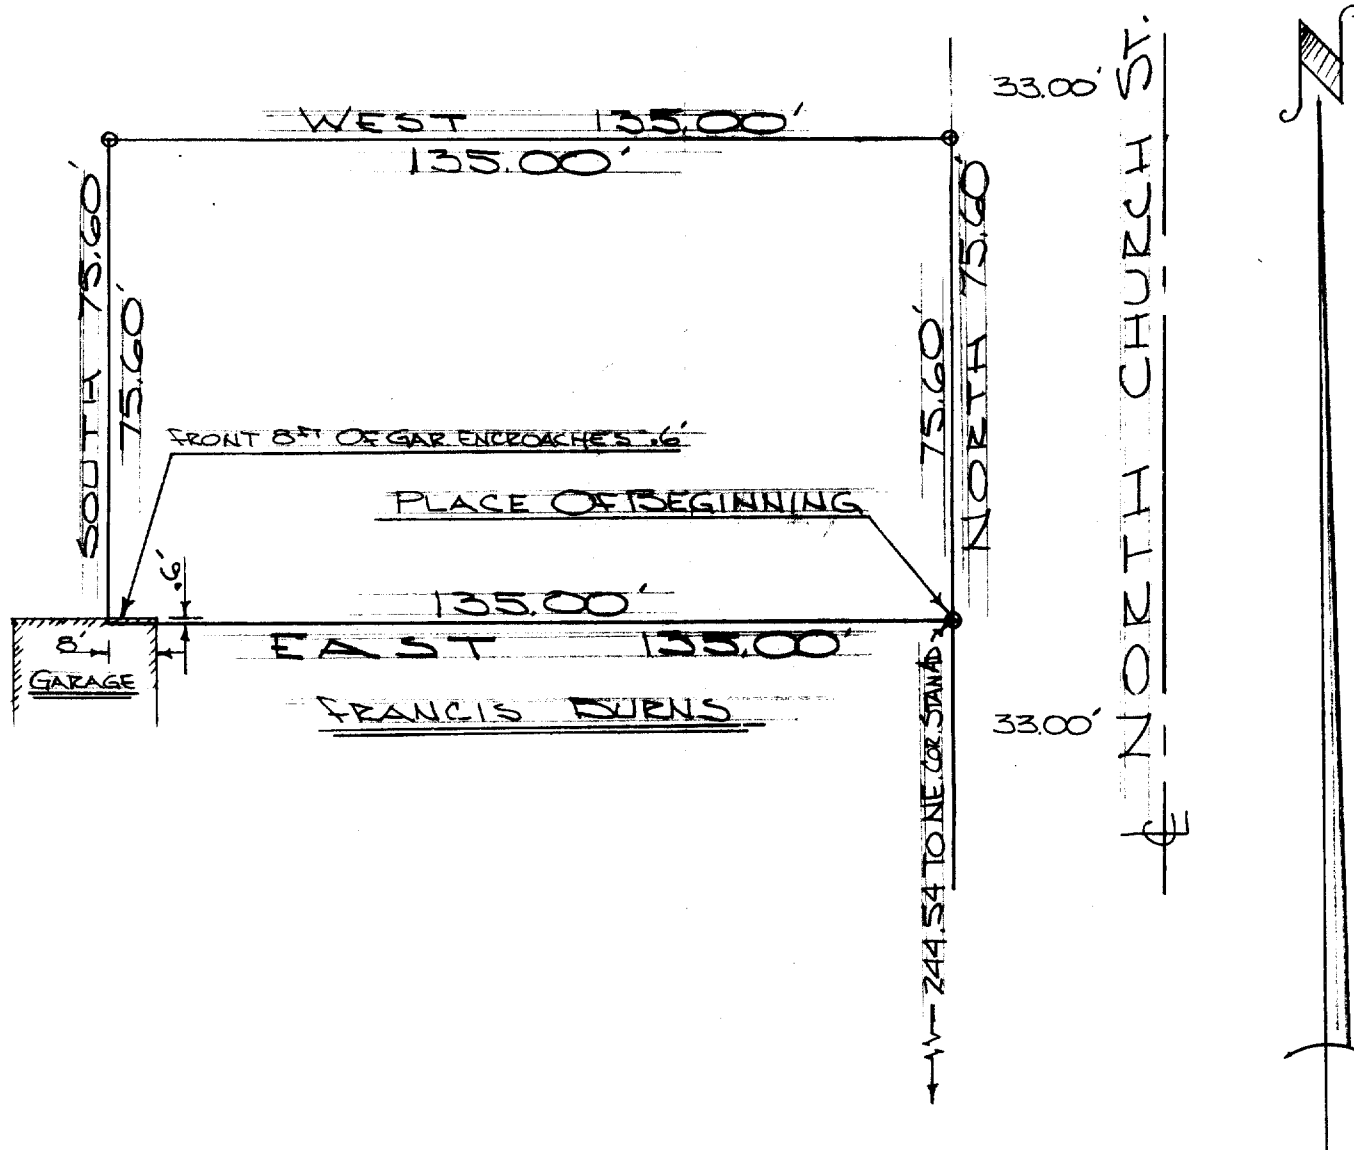 N
33.00'
WEST 135.00'
135.00'
SOUTH 75.60'
75.60'
75.60'
NORTH 75.60'
NORTH CHURCH ST.
FRONT 8FT OF GAR ENCROACHES .6'
PLACE OF BEGINNING
.6'
135.00'
EAST 135.00'
8'
GARAGE
FRANCIS BURNS
33.00'
244.54 TO NE. COR. STAN AD